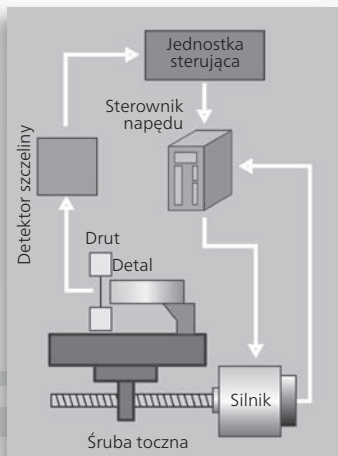 Jednostka
sterująca
Sterownik
napędu
Detektor szczeliny
Drut
Detal
Silnik
Śruba toczna